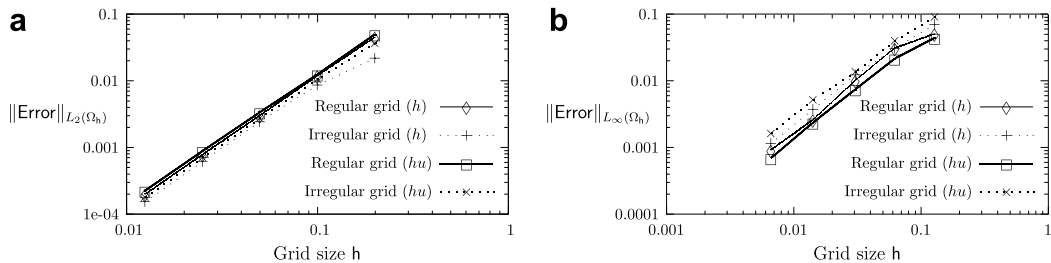 a
0.1
0.01
0.001
1e-04
0.01
0.1
1
‖Error‖L₂(Ωₕ)
Grid size h
Regular grid (h)
Irregular grid (h)
Regular grid (hu)
Irregular grid (hu)
b
0.1
0.01
0.001
0.0001
0.001
0.01
0.1
1
‖Error‖L∞(Ωₕ)
Grid size h
Regular grid (h)
Irregular grid (h)
Regular grid (hu)
Irregular grid (hu)